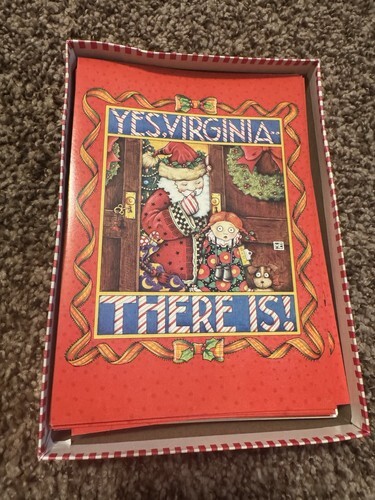 YES, VIRGINIA--
THERE IS!